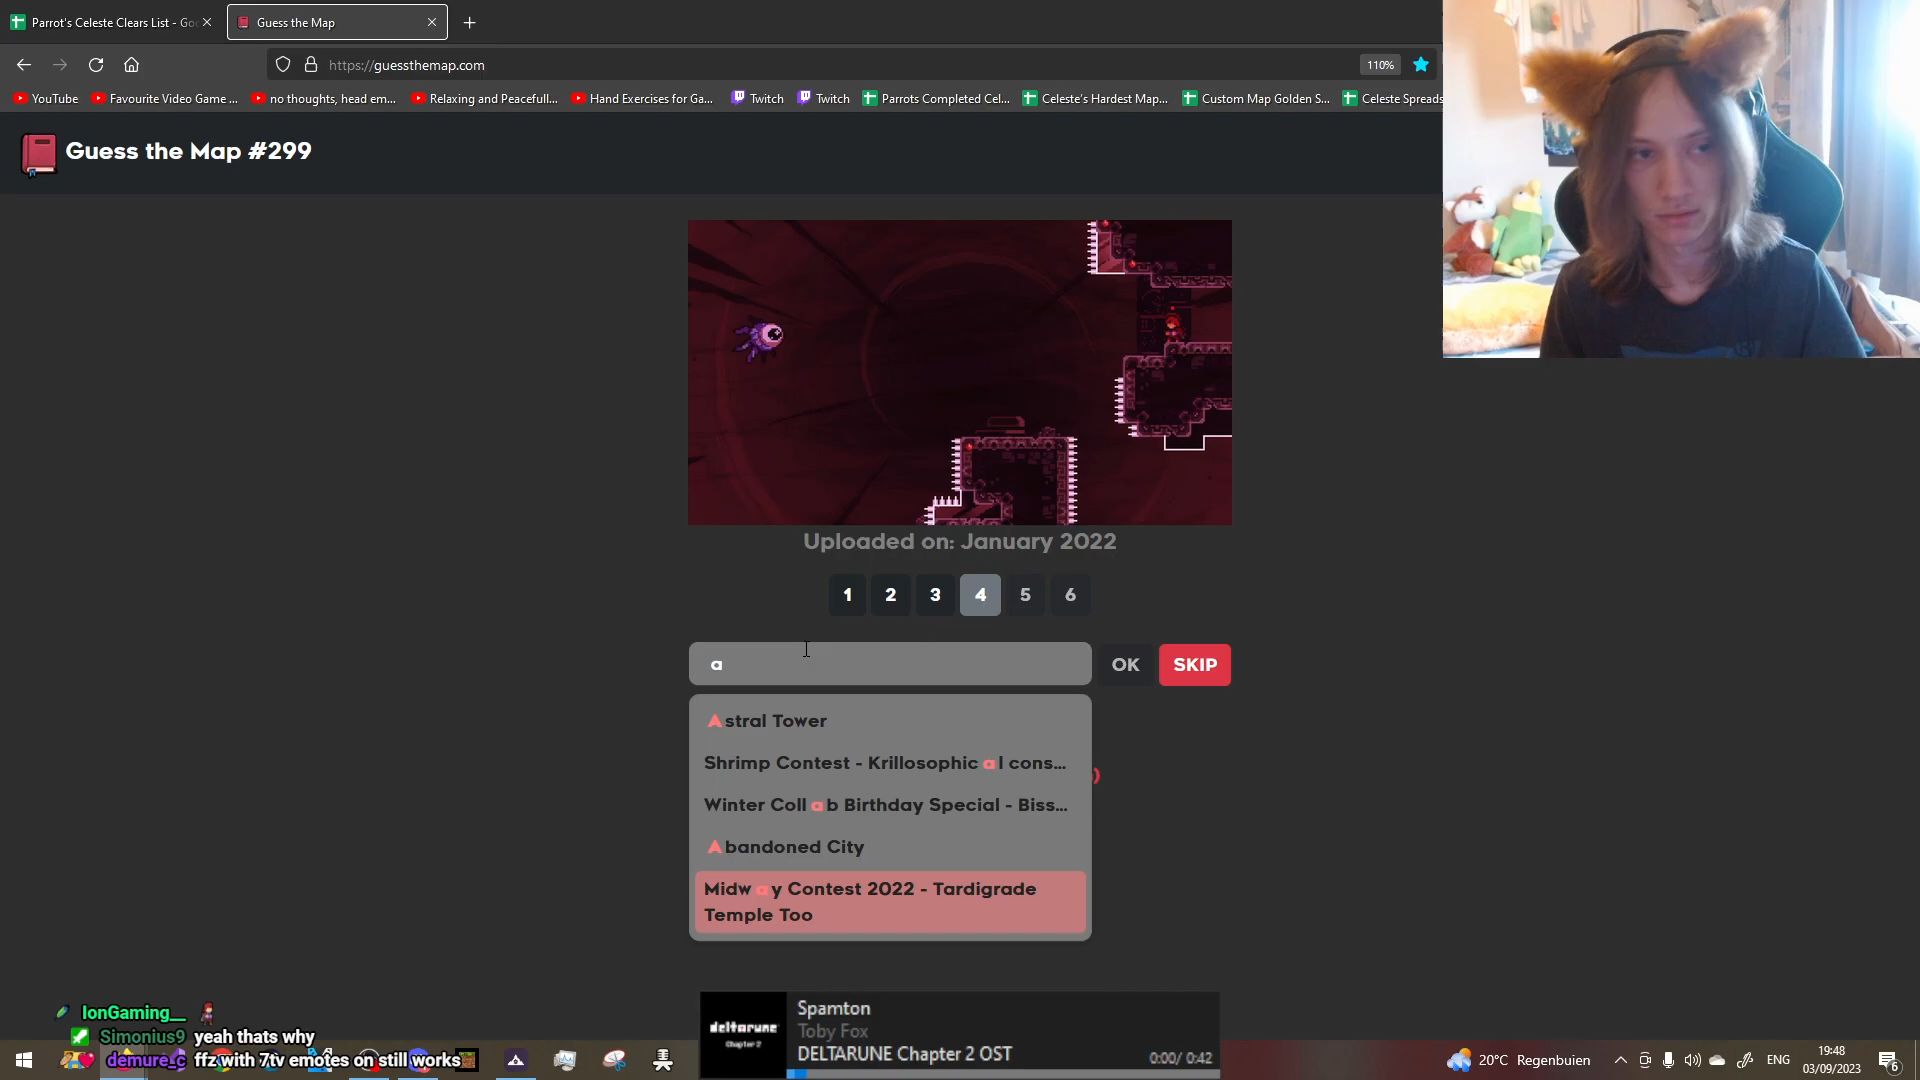 Parrot's Celeste Clears List - Goo
Guess the Map
https://guessthemap.com
110%
YouTube
Favourite Video Game ...
no thoughts, head em...
Relaxing and Peacefull...
Hand Exercises for Ga...
Twitch
Twitch
Parrots Completed Cel...
Celeste's Hardest Map...
Custom Map Golden S...
Celeste Spreads
Guess the Map #299
Uploaded on: January 2022
1 2 3 4 5 6
a
OK
SKIP
Astral Tower
Shrimp Contest - Krillosophical cons...
Winter Collab Birthday Special - Biss...
Abandoned City
Midway Contest 2022 - Tardigrade
Temple Too
)
IonGaming__
Simonius9 yeah thats why
demure_c ffz with 7tv emotes on still works
deltarune
Chapter 2
Spamton
Toby Fox
DELTARUNE Chapter 2 OST
0:00/ 0:42
20°C Regenbuien
ENG
19:48
03/09/2023
6